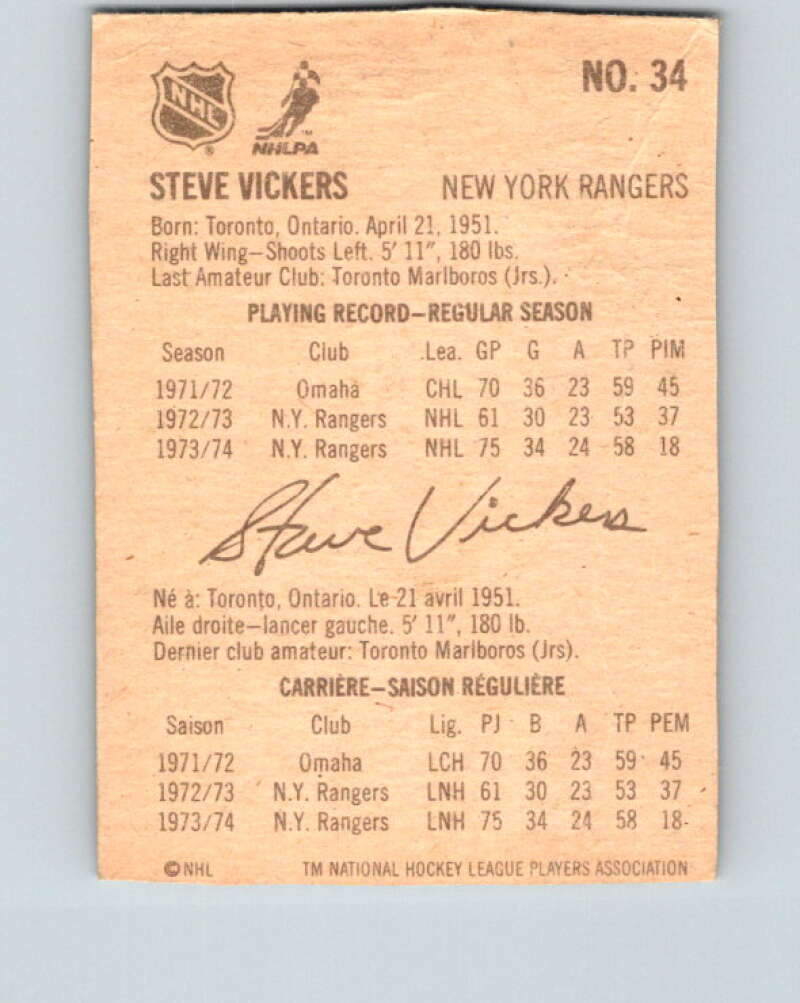 NO. 34
NHL
NHLPA
STEVE VICKERS NEW YORK RANGERS
Born: Toronto, Ontario. April 21, 1951.
Right Wing—Shoots Left. 5' 11", 180 lbs.
Last Amateur Club: Toronto Marlboros (Jrs.).
PLAYING RECORD—REGULAR SEASON
Season Club Lea. GP G A TP PIM
1971/72 Omaha CHL 70 36 23 59 45
1972/73 N.Y. Rangers NHL 61 30 23 53 37
1973/74 N.Y. Rangers NHL 75 34 24 58 18
Steve Vickers
Né à: Toronto, Ontario. Le 21 avril 1951.
Aile droite—lancer gauche. 5' 11", 180 lb.
Dernier club amateur: Toronto Marlboros (Jrs).
CARRIÈRE—SAISON RÉGULIÈRE
Saison Club Lig. PJ B A TP PEM
1971/72 Omaha LCH 70 36 23 59 45
1972/73 N.Y. Rangers LNH 61 30 23 53 37
1973/74 N.Y. Rangers LNH 75 34 24 58 18
©NHL TM NATIONAL HOCKEY LEAGUE PLAYERS ASSOCIATION